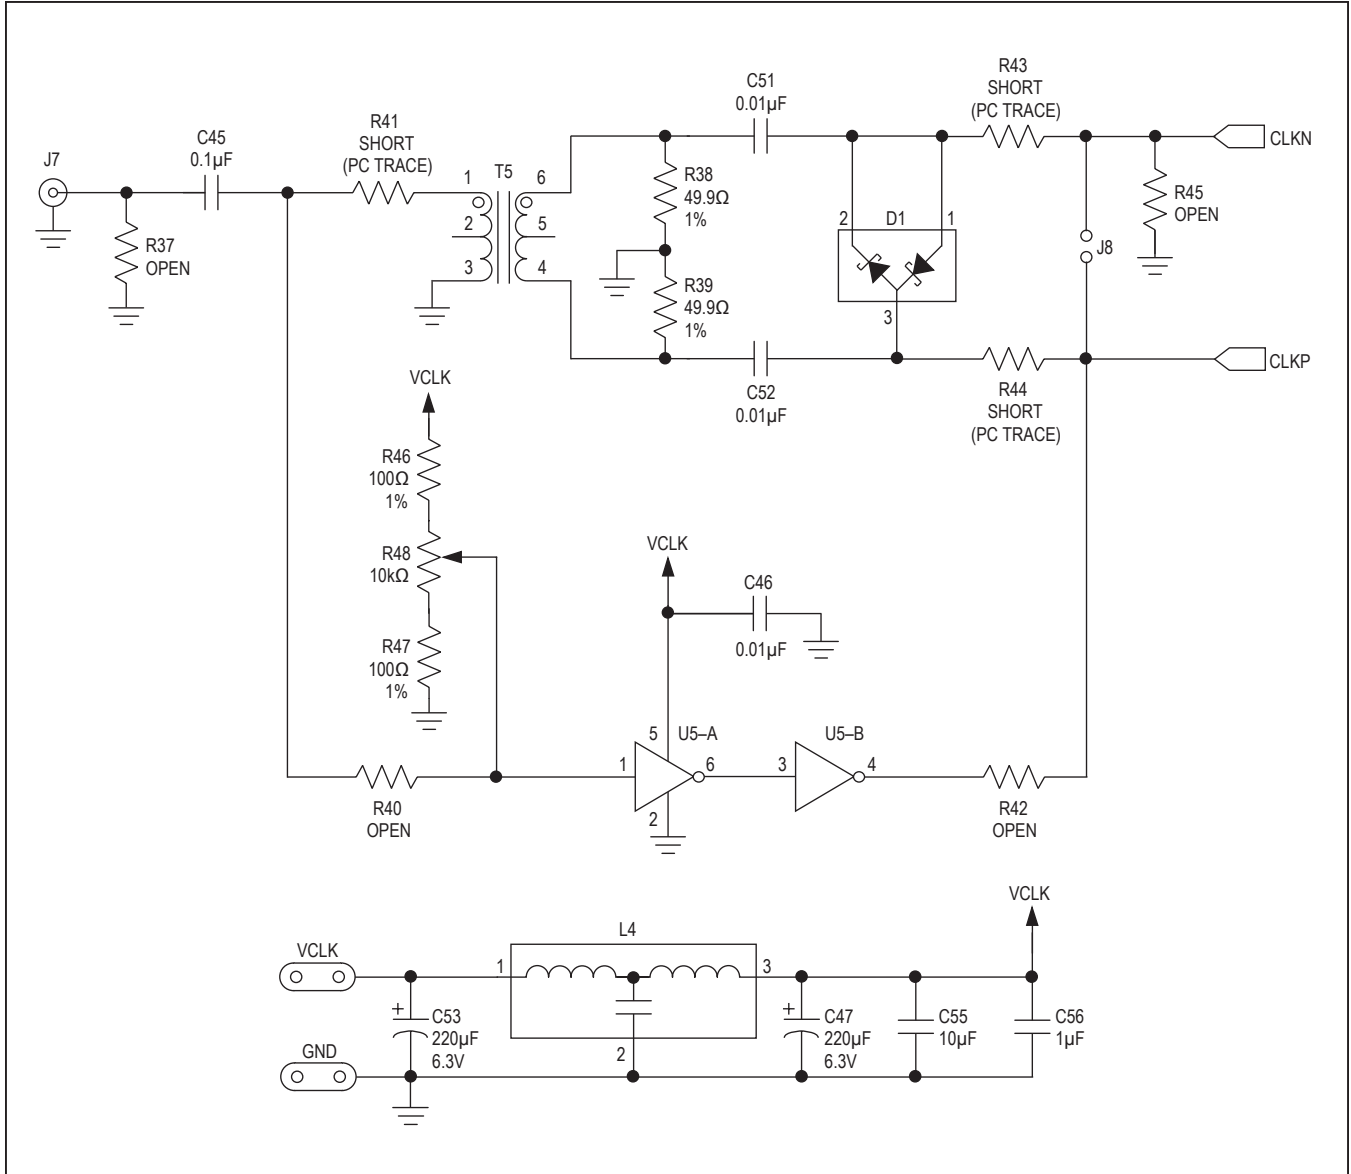 R43
SHORT
(PC TRACE)
C51
0.01µF
R41
SHORT
(PC TRACE)
C45
0.1µF
J7
CLKN
1
T5
6
R38
49.9Ω
1%
R45
OPEN
2
5
2
D1
1
R37
OPEN
J8
3
4
R39
49.9Ω
1%
3
CLKP
VCLK
C52
0.01µF
R44
SHORT
(PC TRACE)
R46
100Ω
1%
R48
10kΩ
VCLK
C46
0.01µF
R47
100Ω
1%
5
U5–A
U5–B
1
6
3
4
2
R40
OPEN
R42
OPEN
VCLK
L4
VCLK
1
3
+
C53
220µF
6.3V
+
C47
220µF
6.3V
C55
10µF
C56
1µF
2
GND